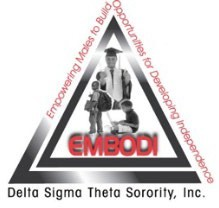 Empowering Males to Build
Opportunities for Developing Independence
EMBODI
Delta Sigma Theta Sorority, Inc.